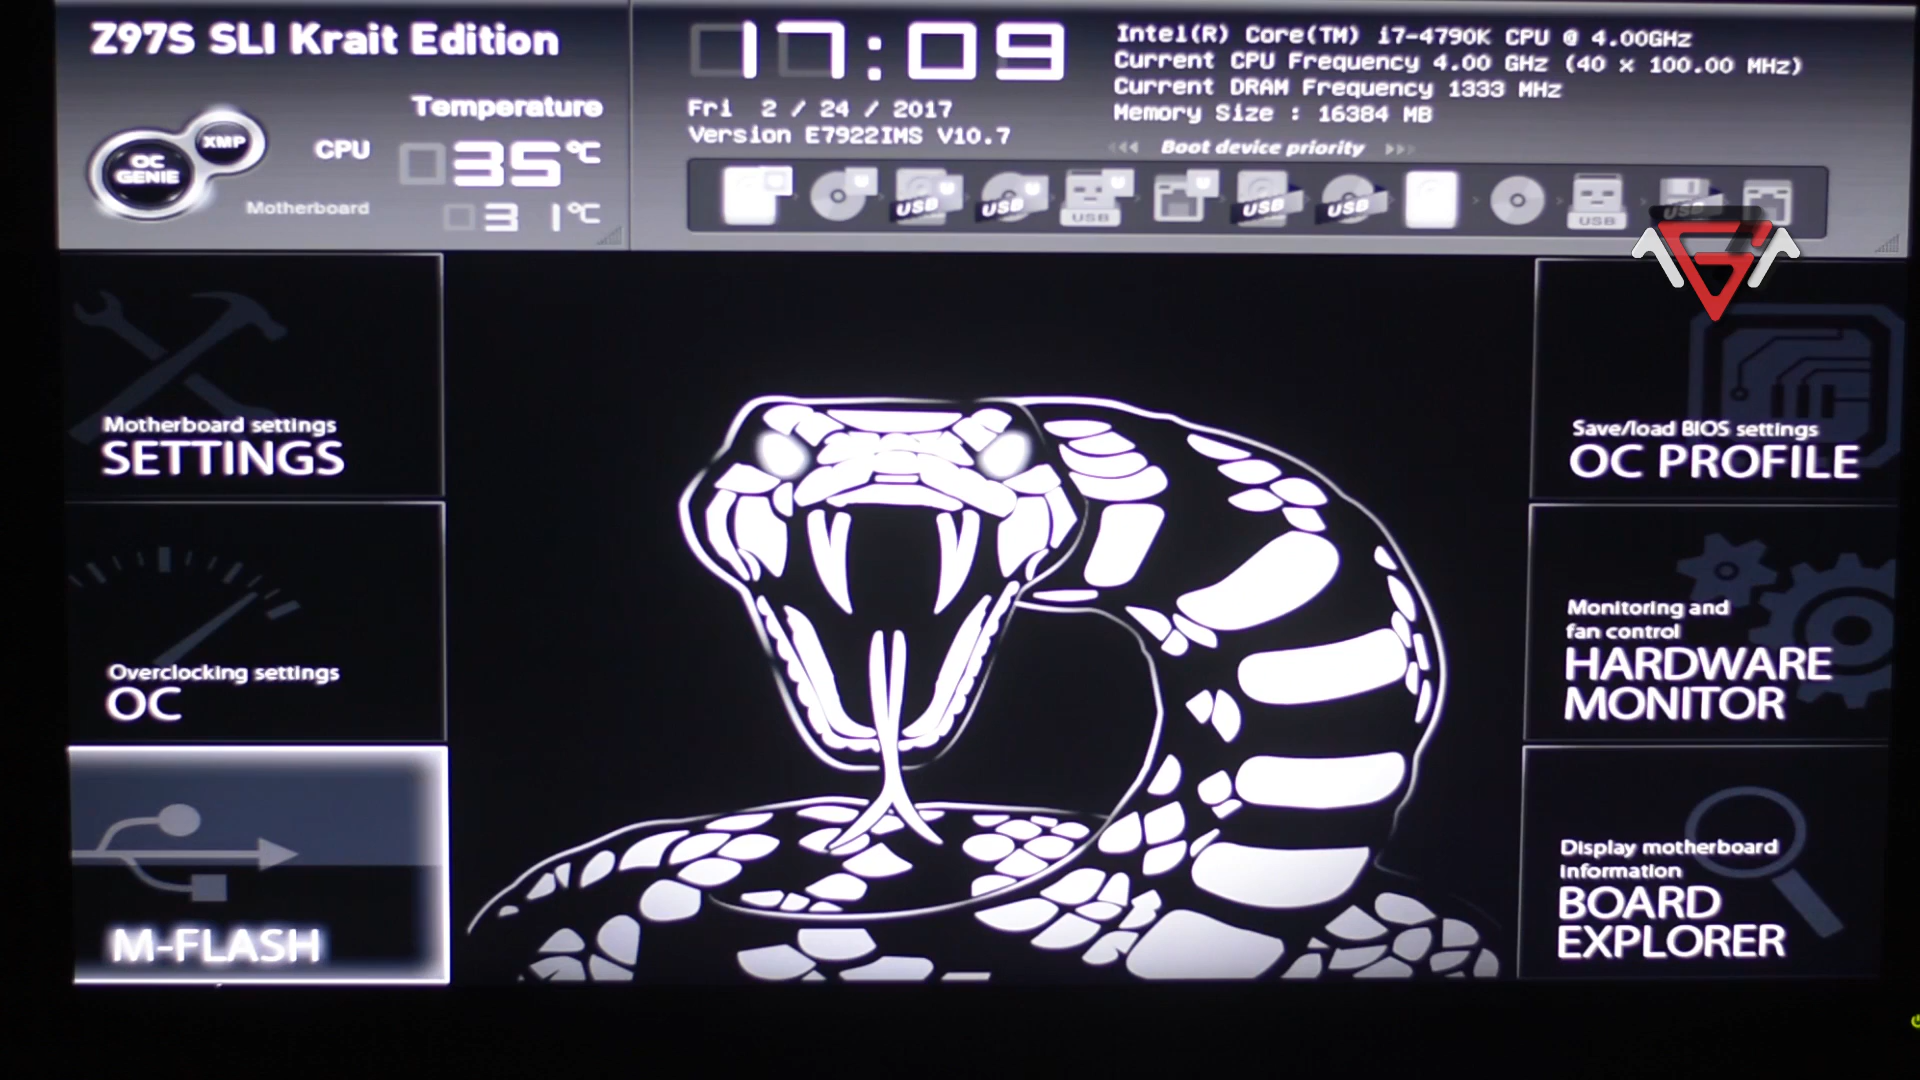 Z97S SLI Krait Edition
OC
GENIE
XMP
Temperature
CPU
35°C
Motherboard
31°C
17:09
Fri 2 / 24 / 2017
Version E7922IMS V10.7
Intel(R) Core(TM) i7-4790K CPU @ 4.00GHz
Current CPU Frequency 4.00 GHz (40 x 100.00 MHz)
Current DRAM Frequency 1333 MHz
Memory Size : 16384 MB
Boot device priority
USB
USB
USB
USB
USB
USB
USB
Motherboard settings
SETTINGS
Overclocking settings
OC
M-FLASH
Save/load BIOS settings
OC PROFILE
Monitoring and
fan control
HARDWARE
MONITOR
Display motherboard
information
BOARD
EXPLORER